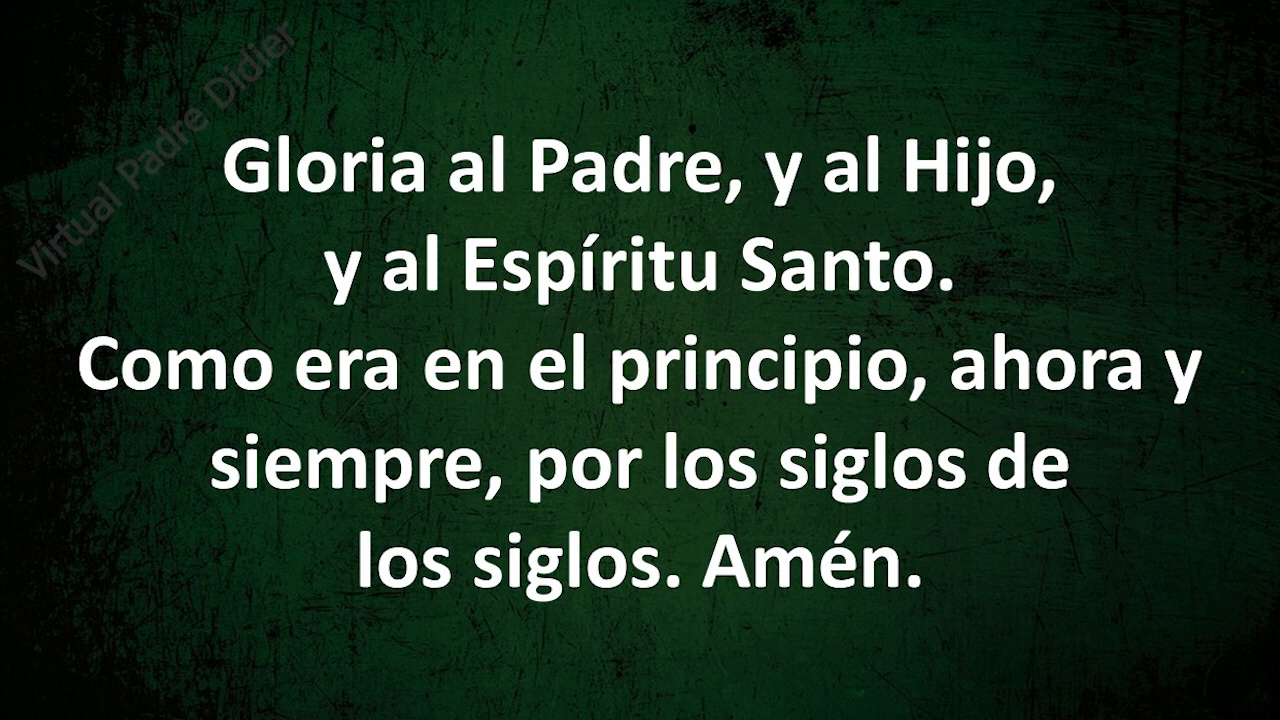 Virtual Padre Didier
Gloria al Padre, y al Hijo,
y al Espíritu Santo.
Como era en el principio, ahora y
siempre, por los siglos de
los siglos. Amén.